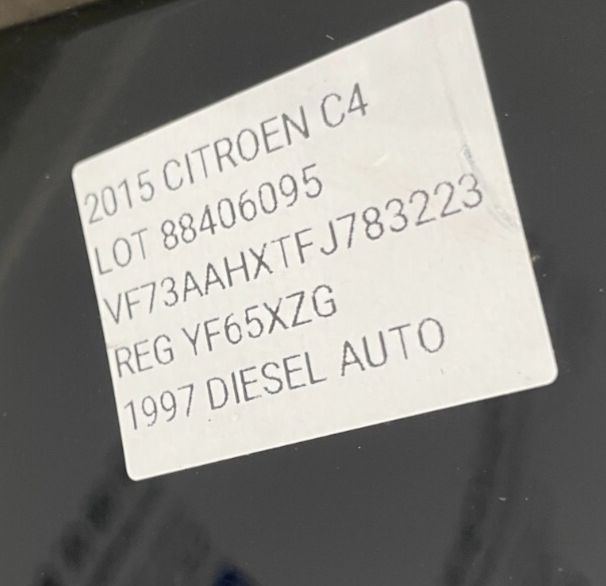 2015 CITROEN C4
LOT 88406095
VF73AAHXTFJ783223
REG YF65XZG
1997 DIESEL AUTO